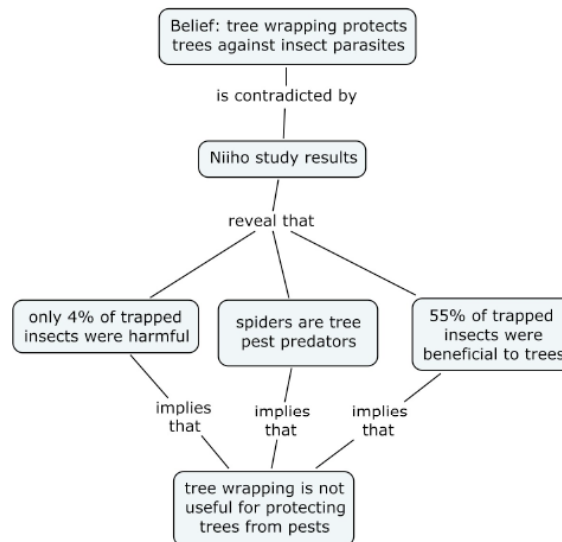 Belief: tree wrapping protects
trees against insect parasites
is contradicted by
Niiho study results
reveal that
only 4% of trapped
insects were harmful
spiders are tree
pest predators
55% of trapped
insects were
beneficial to trees
implies
that
implies
that
implies
that
tree wrapping is not
useful for protecting
trees from pests